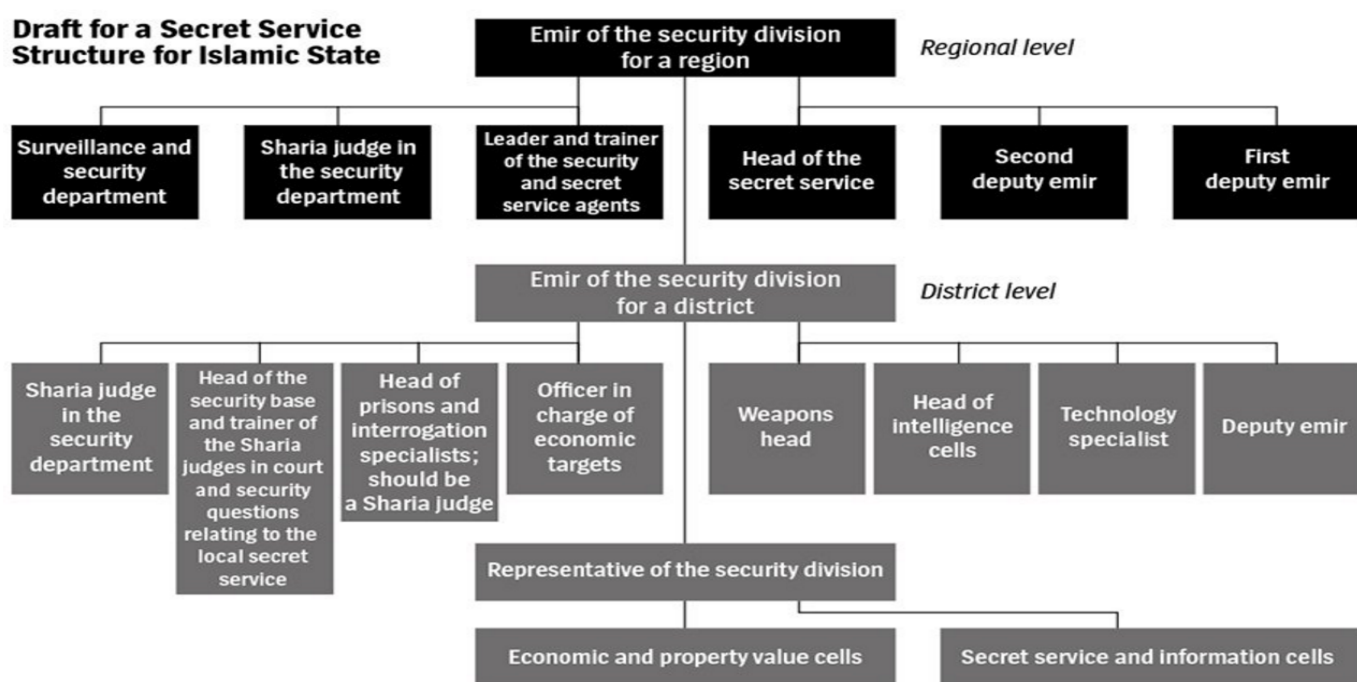 Draft for a Secret Service
Structure for Islamic State
Emir of the security division
for a region
Regional level
Surveillance and
security
department
Sharia judge in
the security
department
Leader and trainer
of the security
and secret
service agents
Head of the
secret service
Second
deputy emir
First
deputy emir
Emir of the security division
for a district
District level
Sharia judge
in the
security
department
Head of the
security base
and trainer of
the Sharia
judges in court
and security
questions
relating to the
local secret
service
Head of
prisons and
interrogation
specialists;
should be
a Sharia judge
Officer in
charge of
economic
targets
Weapons
head
Head of
intelligence
cells
Technology
specialist
Deputy emir
Representative of the security division
Economic and property value cells
Secret service and information cells